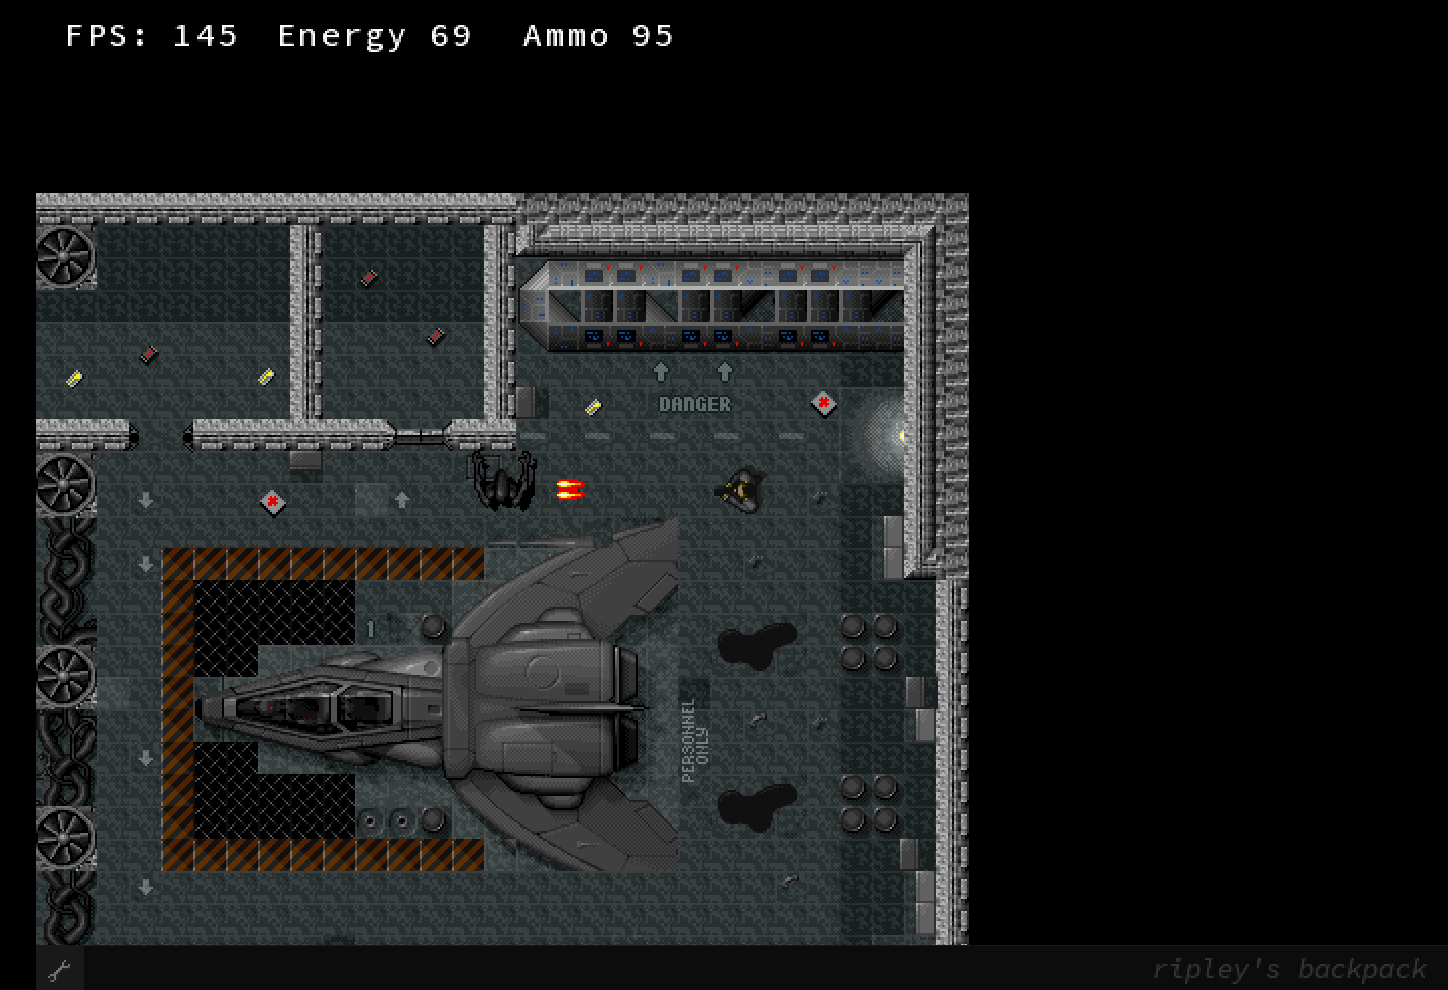 FPS: 145 Energy 69 Ammo 95
DANGER
1
PERSONNEL
ONLY
ripley's backpack